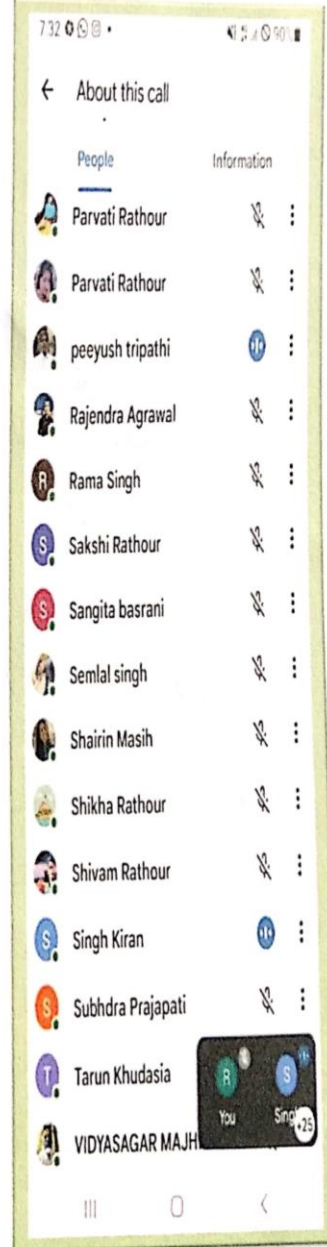 7:32
90%
← About this call
People Information
Parvati Rathour
Parvati Rathour
peeyush tripathi
Rajendra Agrawal
R Rama Singh
S Sakshi Rathour
S Sangita basrani
Semlal singh
Shairin Masih
Shikha Rathour
Shivam Rathour
S Singh Kiran
S Subhdra Prajapati
T Tarun Khudasia
R S
You Sing
+25
VIDYASAGAR MAJH